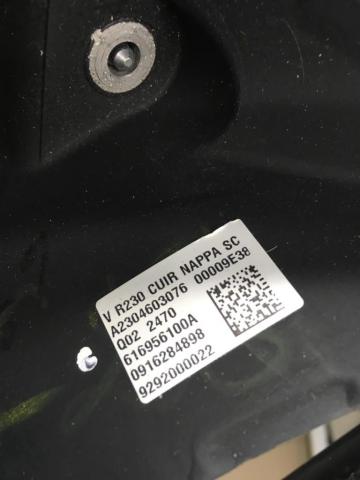 V R230 CUIR NAPPA SC
A2304603076 00009E38
Q02 2470
616956100A
0916284898
9292000022